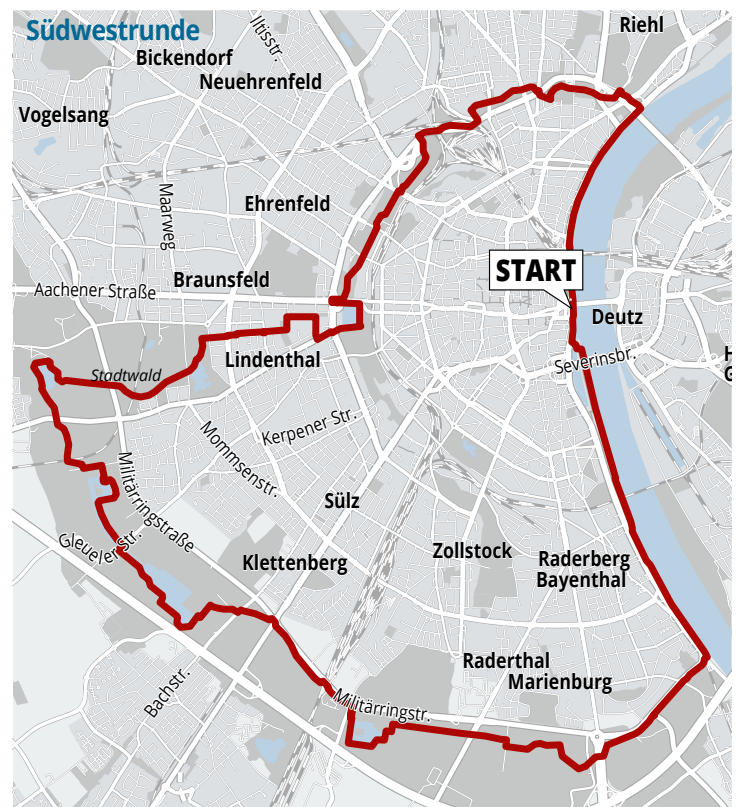 Südwestrunde
Riehl
Iltisstr.
Bickendorf
Neuehrenfeld
Vogelsang
Maarweg
Ehrenfeld
START
Braunsfeld
Aachener Straße
Deutz
Severinsbr.
Lindenthal
Stadtwald
Kerpener Str.
Mommsenstr.
Militärringstraße
Sülz
Gleueler Str.
Klettenberg
Zollstock
Raderberg
Bayenthal
Raderthal
Marienburg
Bachstr.
Militärringstr.